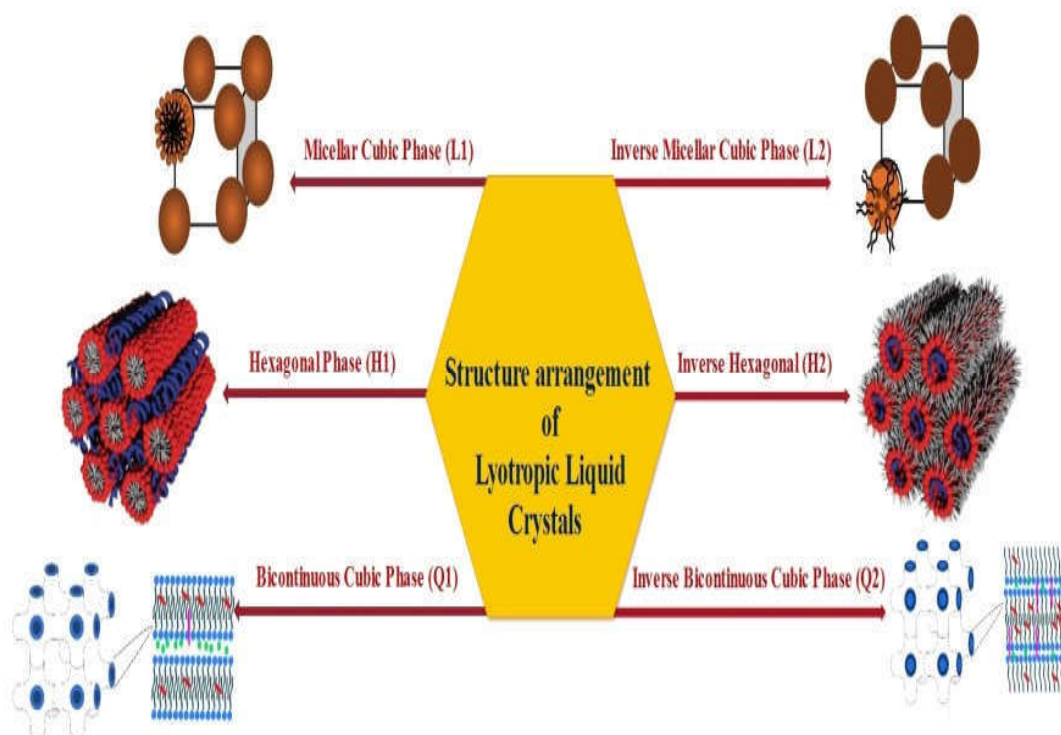 Micellar Cubic Phase (L1)
Inverse Micellar Cubic Phase (L2)
Hexagonal Phase (H1)
Inverse Hexagonal (H2)
Structure arrangement
of
Lyotropic Liquid
Crystals
Bicontinuous Cubic Phase (Q1)
Inverse Bicontinuous Cubic Phase (Q2)